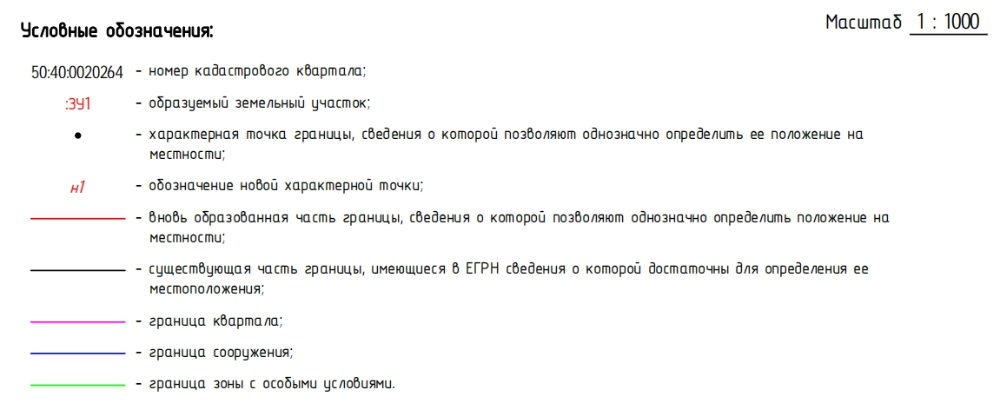 Масштаб 1 : 1000
Условные обозначения:
50:40:0020264 - номер кадастрового квартала;
:ЗУ1 - образуемый земельный участок;
- характерная точка границы, сведения о которой позволяют однозначно определить ее положение на
местности;
н1 - обозначение новой характерной точки;
- вновь образованная часть границы, сведения о которой позволяют однозначно определить положение на
местности;
- существующая часть границы, имеющиеся в ЕГРН сведения о которой достаточны для определения ее
местоположения;
- граница квартала;
- граница сооружения;
- граница зоны с особыми условиями.